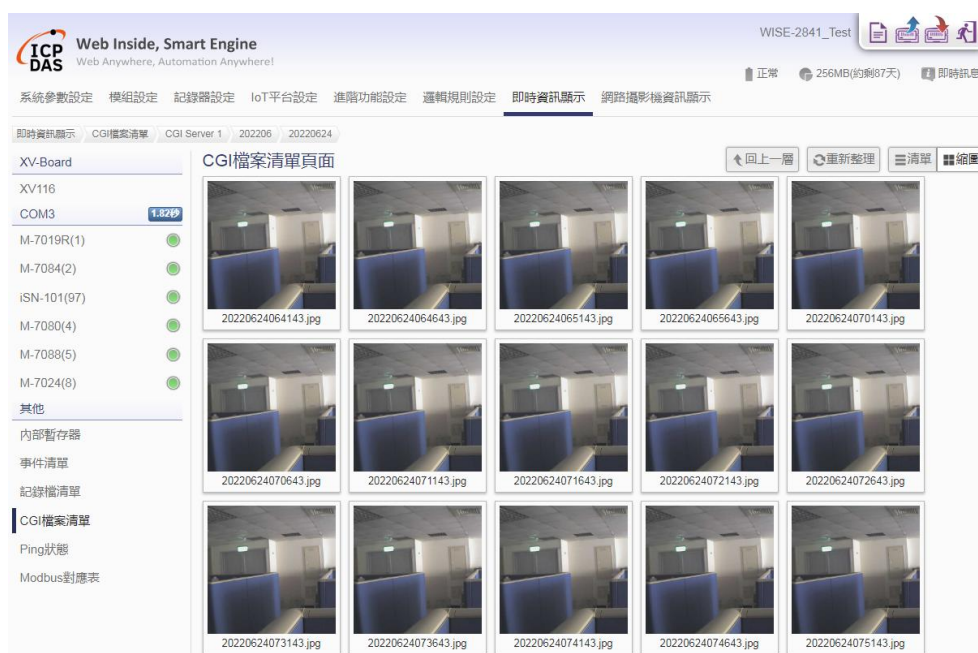 ICP DAS
Web Inside, Smart Engine
Web Anywhere, Automation Anywhere!
WISE-2841_Test
正常 256MB(約剩87天) 即時訊息
系統參數設定 模組設定 記錄器設定 IoT平台設定 進階功能設定 邏輯規則設定 即時資訊顯示 網路攝影機資訊顯示
即時資訊顯示 CGI檔案清單 CGI Server 1 202206 20220624
XV-Board
XV116
COM3 1.82秒
M-7019R(1)
M-7084(2)
iSN-101(97)
M-7080(4)
M-7088(5)
M-7024(8)
其他
內部暫存器
事件清單
記錄檔清單
CGI檔案清單
Ping狀態
Modbus對應表
CGI檔案清單頁面
回上一層 重新整理 清單 縮圖
20220624064143.jpg 20220624064643.jpg 20220624065143.jpg 20220624065643.jpg 20220624070143.jpg
20220624070643.jpg 20220624071143.jpg 20220624071643.jpg 20220624072143.jpg 20220624072643.jpg
20220624073143.jpg 20220624073643.jpg 20220624074143.jpg 20220624074643.jpg 20220624075143.jpg